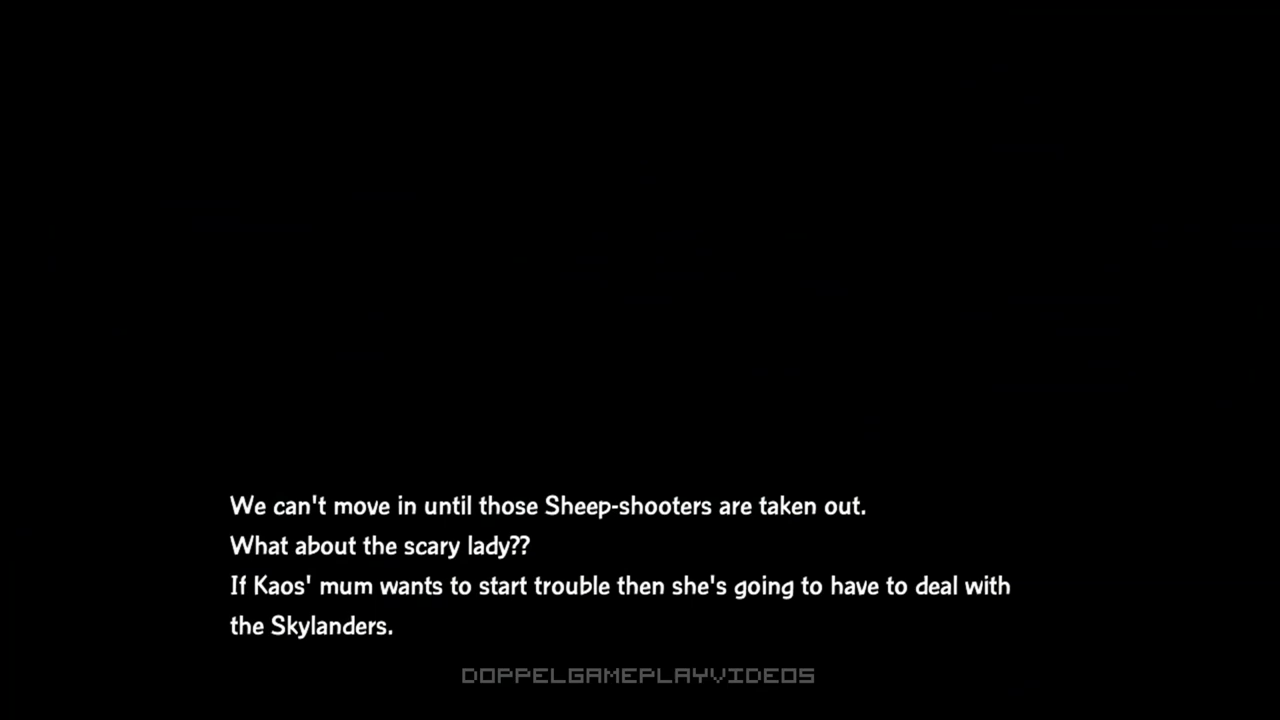 We can't move in until those Sheep-shooters are taken out.
What about the scary lady??
If Kaos' mum wants to start trouble then she's going to have to deal with
the Skylanders.
DOPPELGAMEPLAYVIDEOS